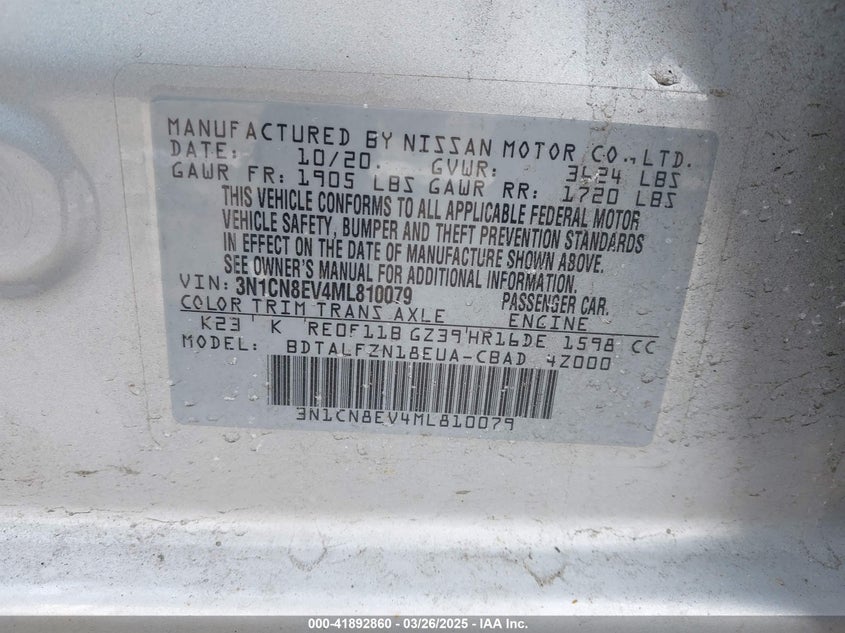 MANUFACTURED BY NISSAN MOTOR CO., LTD.
DATE: 10/20. GVWR: 3624 LBS
GAWR FR: 1905 LBS GAWR RR: 1720 LBS
THIS VEHICLE CONFORMS TO ALL APPLICABLE FEDERAL MOTOR
VEHICLE SAFETY, BUMPER AND THEFT PREVENTION STANDARDS
IN EFFECT ON THE DATE OF MANUFACTURE SHOWN ABOVE.
SEE OWNER'S MANUAL FOR ADDITIONAL INFORMATION.
VIN: 3N1CN8EV4ML810079 PASSENGER CAR.
COLOR TRIM TRANS AXLE ENGINE
K23 K RE0F11B GZ39 HR16DE 1598 CC
MODEL: BDTALFZN18EUA-CBAD 4Z000
3N1CN8EV4ML810079
000-41892860 — 03/26/2025 — IAA Inc.